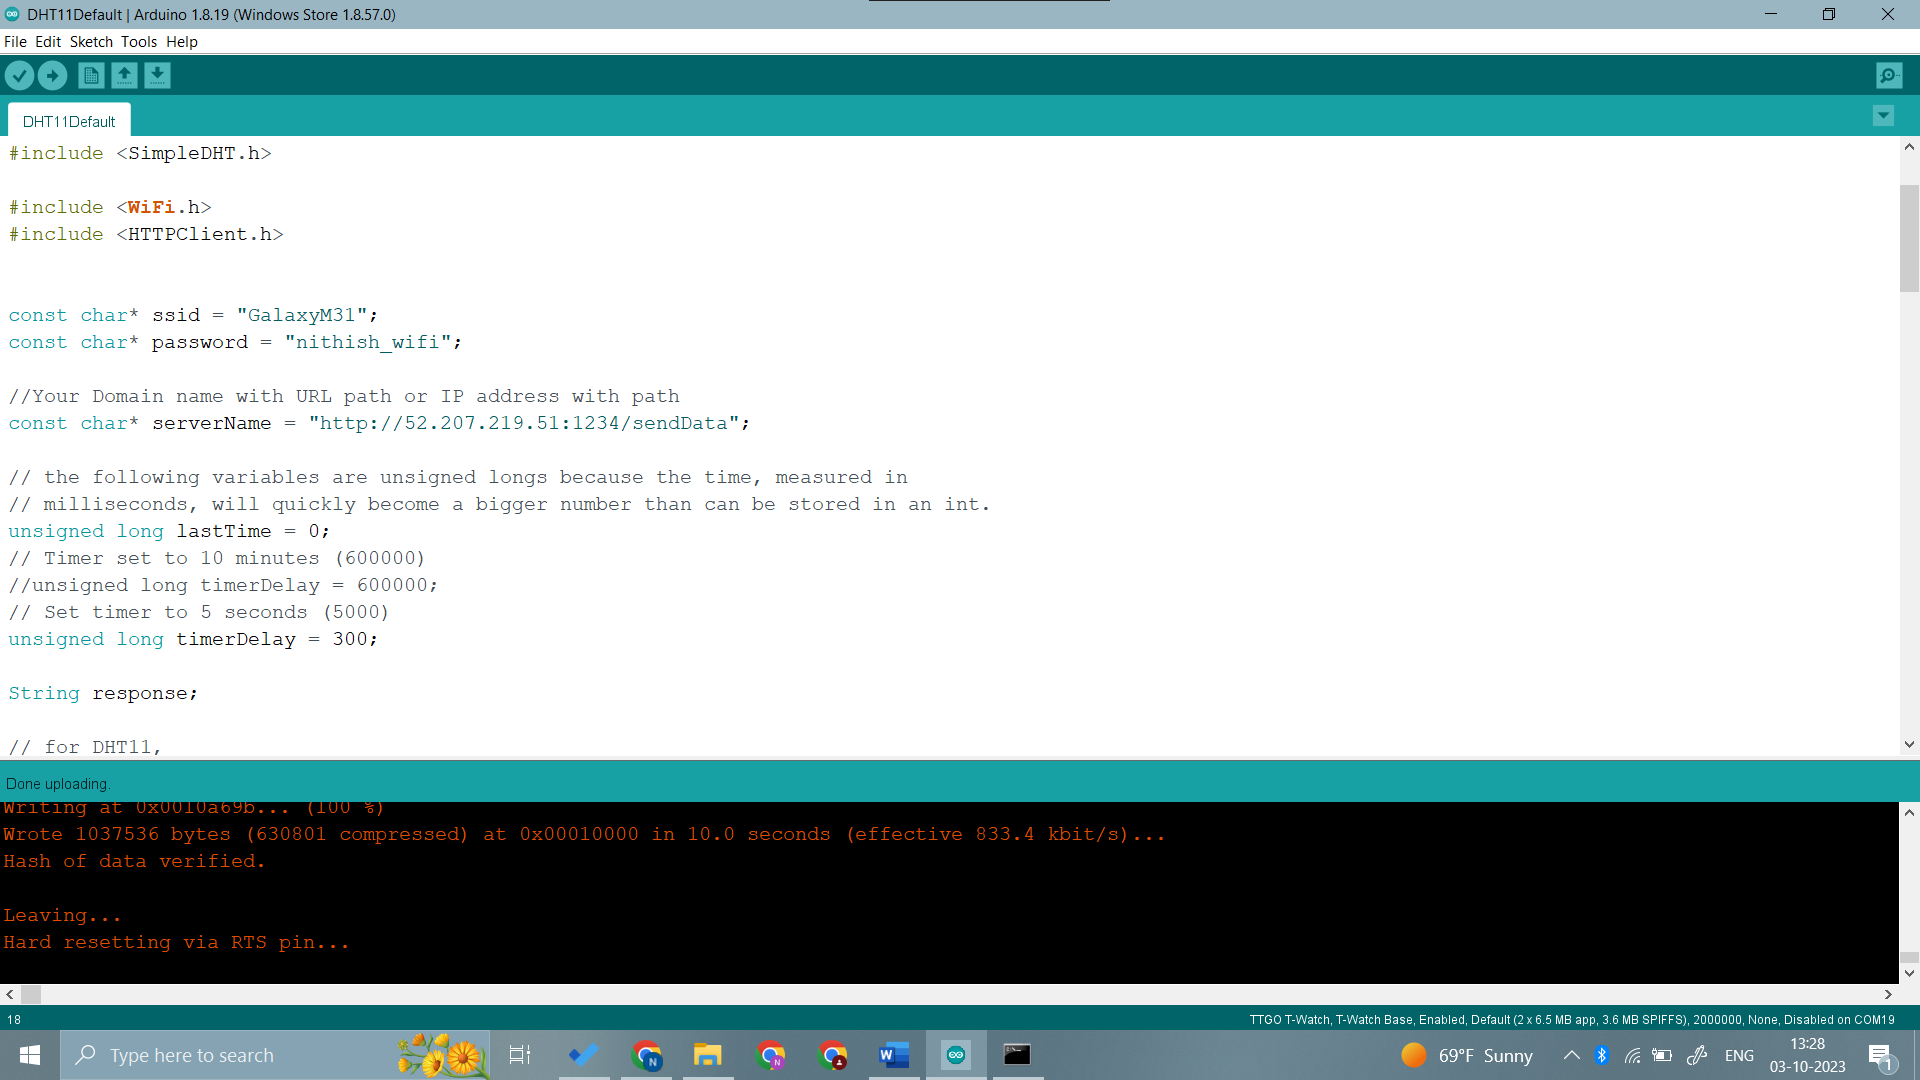 DHT11Default | Arduino 1.8.19 (Windows Store 1.8.57.0)
File Edit Sketch Tools Help
DHT11Default
#include <SimpleDHT.h>
#include <WiFi.h>
#include <HTTPClient.h>
const char* ssid = "GalaxyM31";
const char* password = "nithish_wifi";
//Your Domain name with URL path or IP address with path
const char* serverName = "http://52.207.219.51:1234/sendData";
// the following variables are unsigned longs because the time, measured in
// milliseconds, will quickly become a bigger number than can be stored in an int.
unsigned long lastTime = 0;
// Timer set to 10 minutes (600000)
//unsigned long timerDelay = 600000;
// Set timer to 5 seconds (5000)
unsigned long timerDelay = 300;
String response;
// for DHT11,
Done uploading.
Writing at 0x0010a69b... (100 %)
Wrote 1037536 bytes (630801 compressed) at 0x00010000 in 10.0 seconds (effective 833.4 kbit/s)...
Hash of data verified.
Leaving...
Hard resetting via RTS pin...
18
TTGO T-Watch, T-Watch Base, Enabled, Default (2 x 6.5 MB app, 3.6 MB SPIFFS), 2000000, None, Disabled on COM19
Type here to search
N
N
W
69°F Sunny
ENG
13:28
03-10-2023
1